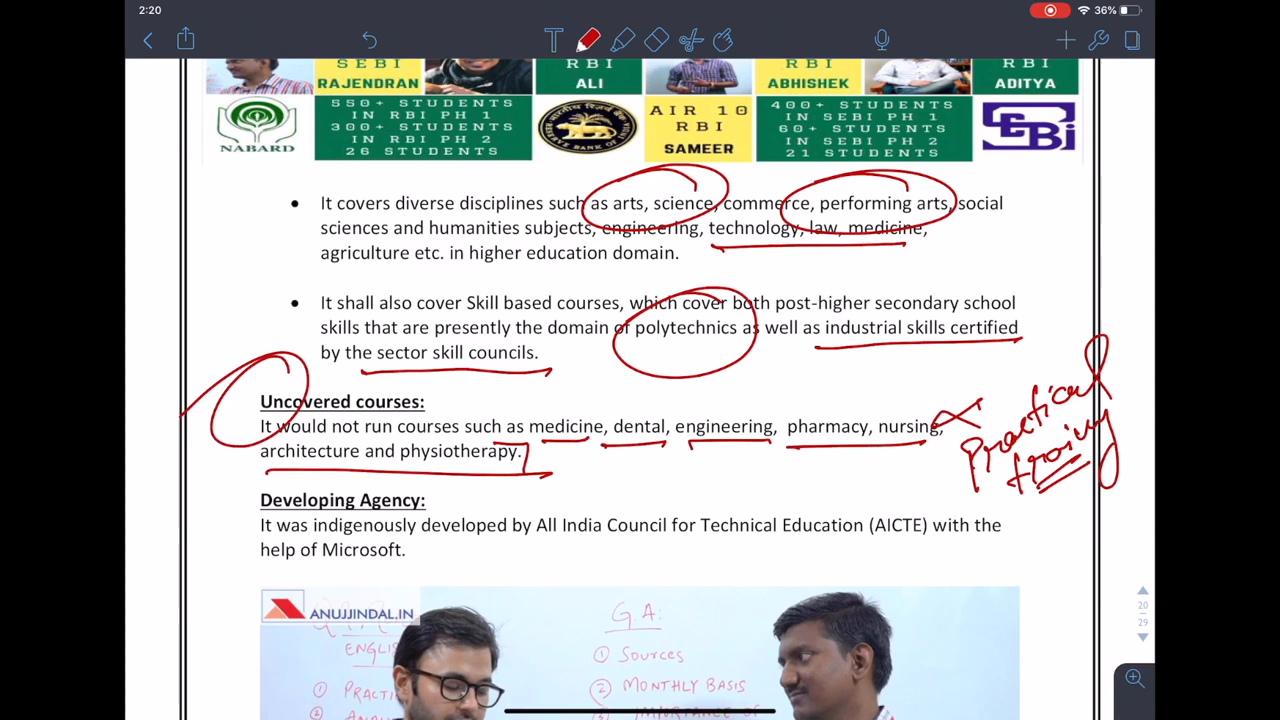 2:20
36%
SEBI
RAJENDRAN
RBI
ALI
RBI
ABHISHEK
RBI
ADITYA
NABARD
550+ STUDENTS
IN RBI PH 1
300+ STUDENTS
IN RBI PH 2
26 STUDENTS
AIR 10
RBI
SAMEER
400+ STUDENTS
IN SEBI PH 1
60+ STUDENTS
IN SEBI PH 2
21 STUDENTS
SEBI
• It covers diverse disciplines such as arts, science, commerce, performing arts, social
sciences and humanities subjects, engineering, technology, law, medicine,
agriculture etc. in higher education domain.
• It shall also cover Skill based courses, which cover both post-higher secondary school
skills that are presently the domain of polytechnics as well as industrial skills certified
by the sector skill councils.
Uncovered courses:
It would not run courses such as medicine, dental, engineering, pharmacy, nursing,
architecture and physiotherapy.
Practical
Developing Agency:
It was indigenously developed by All India Council for Technical Education (AICTE) with the
help of Microsoft.
20
29
ANUJJINDAL.IN
ENGLIS
① PRACTI
②
GA:
① Sources
② MONTHLY BASIS